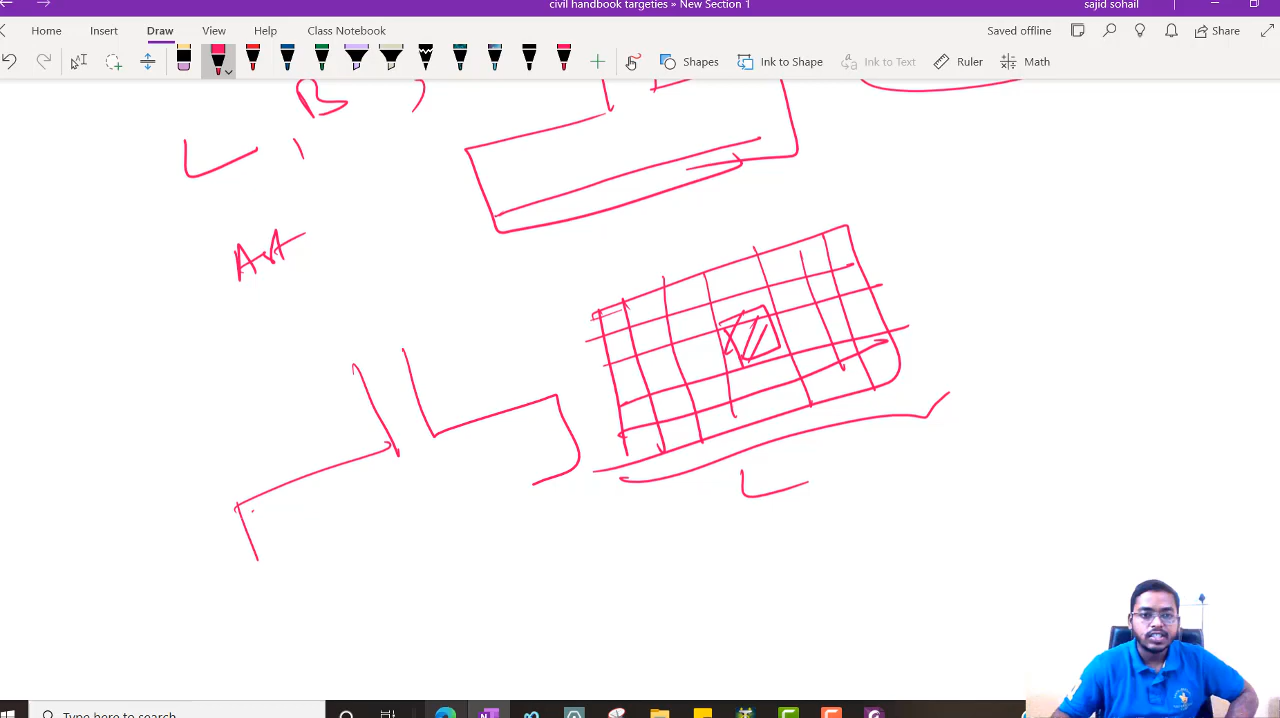 civil handbook targeties » New Section 1
sajid sohail
Home Insert Draw View Help Class Notebook
Saved offline
Share
Shapes
Ink to Shape
Ink to Text
Ruler
Math
B ,
L ,
L
Type here to search